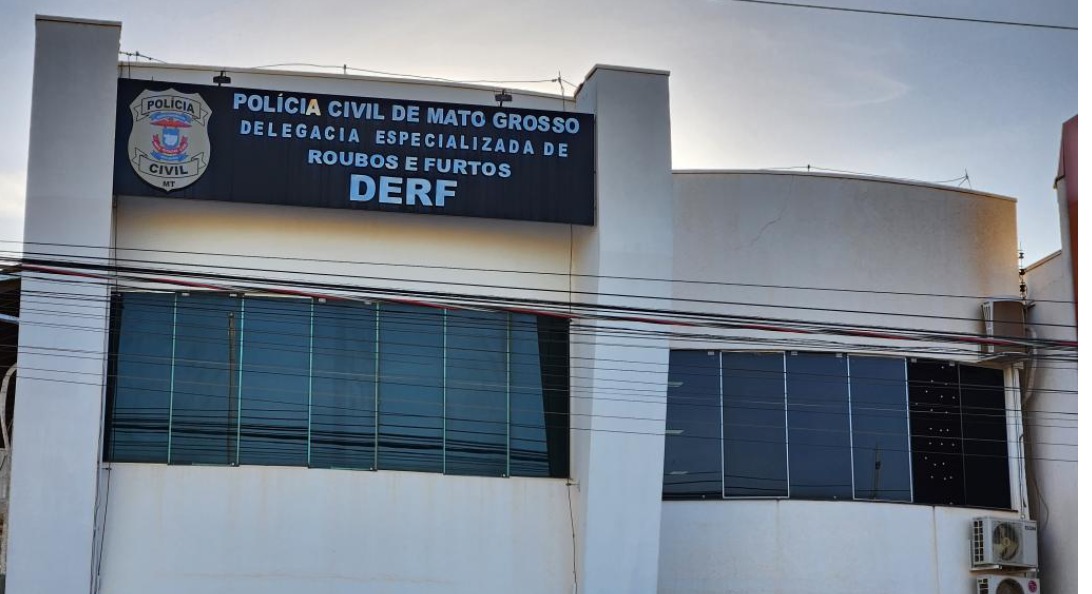 POLÍCIA
CIVIL
MT
POLÍCIA CIVIL DE MATO GROSSO
DELEGACIA ESPECIALIZADA DE
ROUBOS E FURTOS
DERF